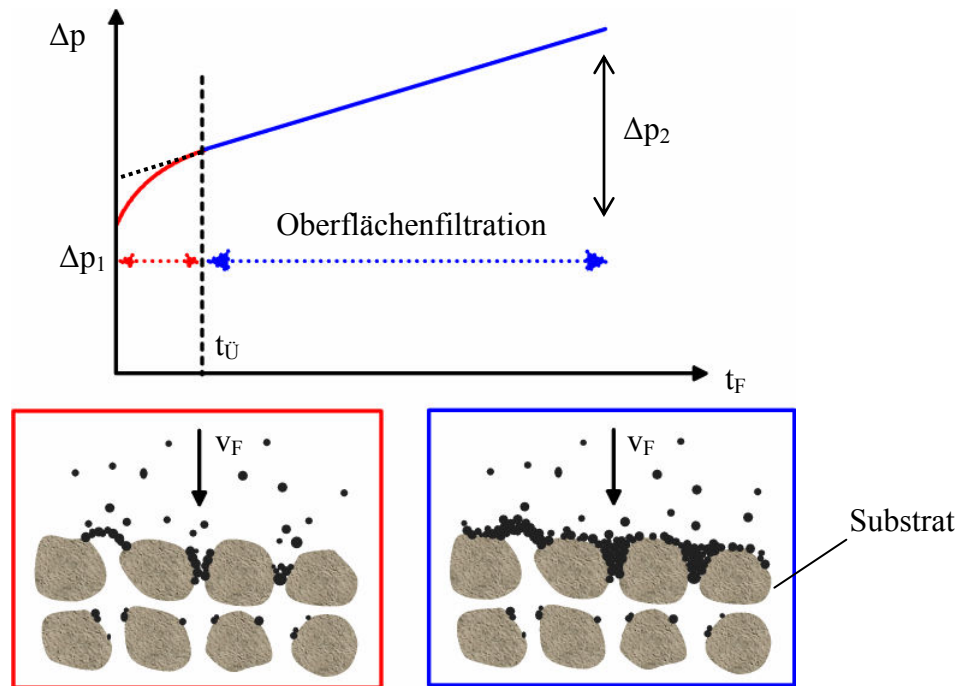 Δp
Δp₂
Oberflächenfiltration
Δp₁
t_Ü
t_F
v_F
v_F
Substrat